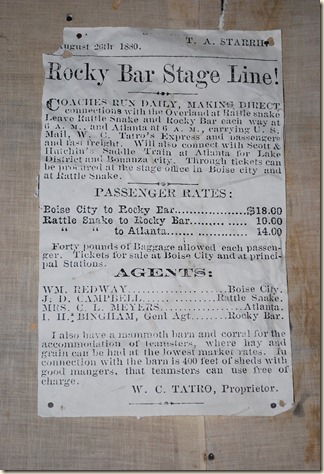 August 26th 1880. T. A. STARRH
Rocky Bar Stage Line!
COACHES RUN DAILY, MAKING DIRECT
connections with the Overland at Rattle snake
Leave Rattle Snake and Rocky Bar each way at
6 A. M., and Atlanta at 6 A. M., carrying U. S.
Mail, W. C. Tatro's Express and passengers
and fast freight. Will also connect with Scott &
Hutchin's Saddle Train at Atlanta for Lake
District and Bonanza city. Through tickets can
be procured at the stage office in Boise city and
at Rattle Snake.
PASSENGER RATES:
Boise City to Rocky Bar..................$18.00
Rattle Snake to Rocky Bar......... ..... 10.00
" " to Atlanta...... ....... 14.00
Forty pounds of Baggage allowed each passen-
ger. Tickets for sale at Boise City and at princi-
pal Stations.
AGENTS:
WM. REDWAY..................Boise City.
J. D. CAMPBELL..............Rattle Snake.
MRS. C. L. MEYERS............Atlanta.
I. H. BINGHAM, Genl Agt.......Rocky Bar.
I also have a mammoth barn and corral for the
accommodation of teamsters, where hay and
grain can be had at the lowest market rates. In
connection with the barn is 400 feet of sheds with
good mangers, that teamsters can use free of
charge.
W. C. TATRO, Proprietor.